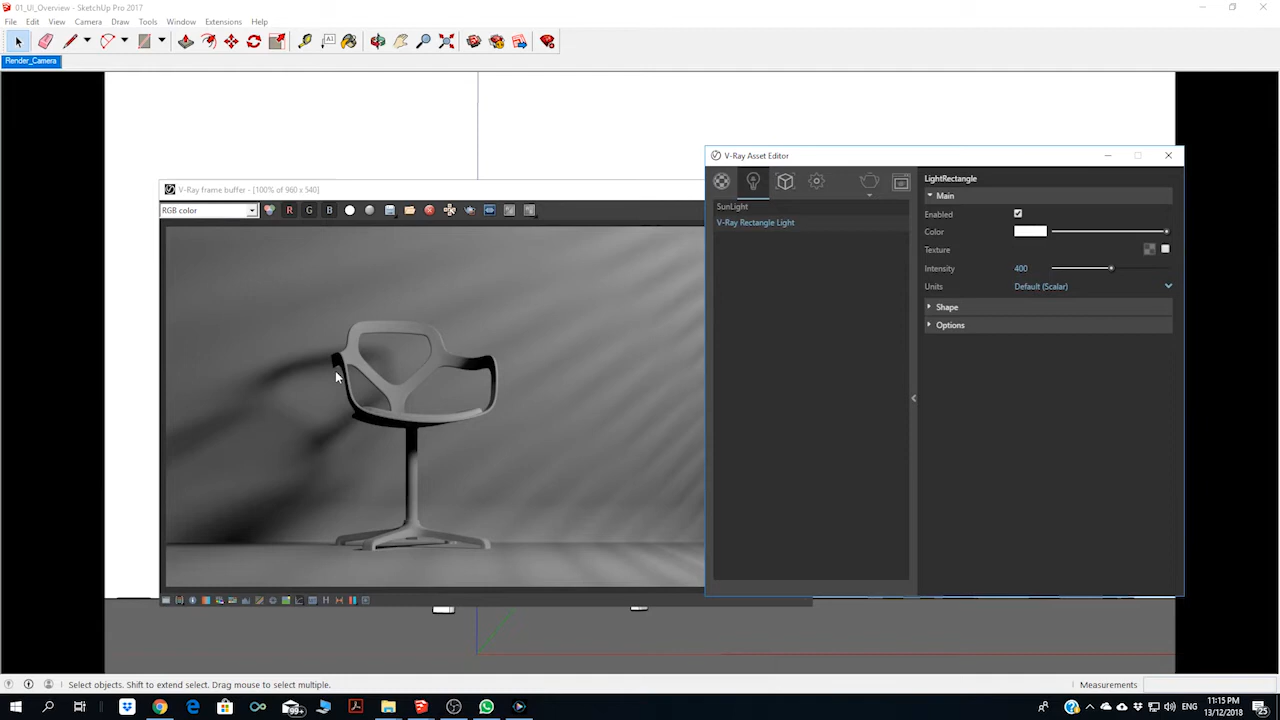 01_UI_Overview - SketchUp Pro 2017
File Edit View Camera Draw Tools Window Extensions Help
Render_Camera
V-Ray Asset Editor
V-Ray frame buffer - [100% of 960 x 540]
RGB color
R G B
SunLight
V-Ray Rectangle Light
LightRectangle
Main
Enabled
Color
Texture
Intensity 400
Units Default (Scalar)
Shape
Options
Select objects. Shift to extend select. Drag mouse to select multiple.
Measurements
99+
11:15 PM
13/12/2018
25